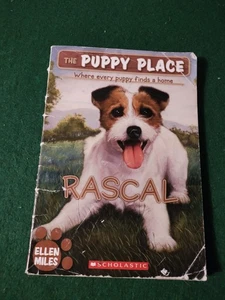 THE PUPPY PLACE
Where every puppy finds a home
RASCAL
ELLEN
MILES
SCHOLASTIC